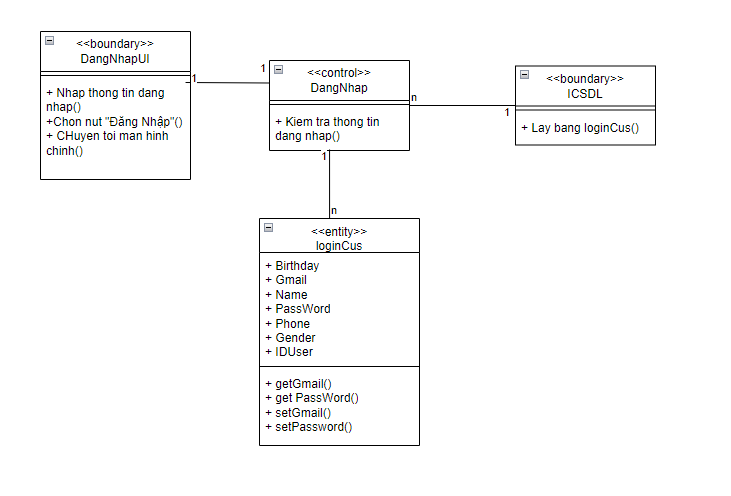 <<boundary>>
DangNhapUI
+ Nhap thong tin dang
nhap()
+Chon nut "Đăng Nhập"()
+ CHuyen toi man hinh
chinh()
1
1
<<control>>
DangNhap
+ Kiem tra thong tin
dang nhap()
n
1
<<boundary>>
ICSDL
+ Lay bang loginCus()
1
n
<<entity>>
loginCus
+ Birthday
+ Gmail
+ Name
+ PassWord
+ Phone
+ Gender
+ IDUser
+ getGmail()
+ get PassWord()
+ setGmail()
+ setPassword()